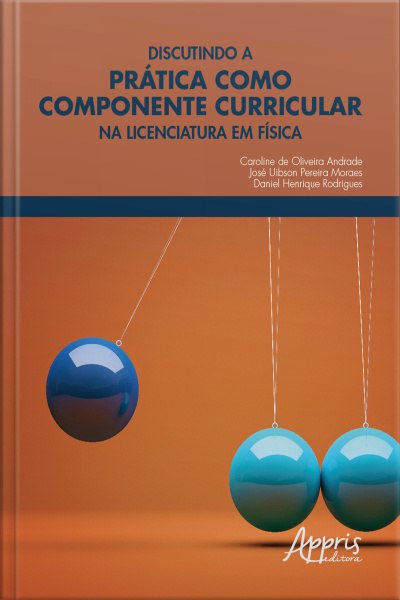 DISCUTINDO A
PRÁTICA COMO
COMPONENTE CURRICULAR
NA LICENCIATURA EM FÍSICA
Caroline de Oliveira Andrade
José Uibson Pereira Moraes
Daniel Henrique Rodrigues
Appris
editora